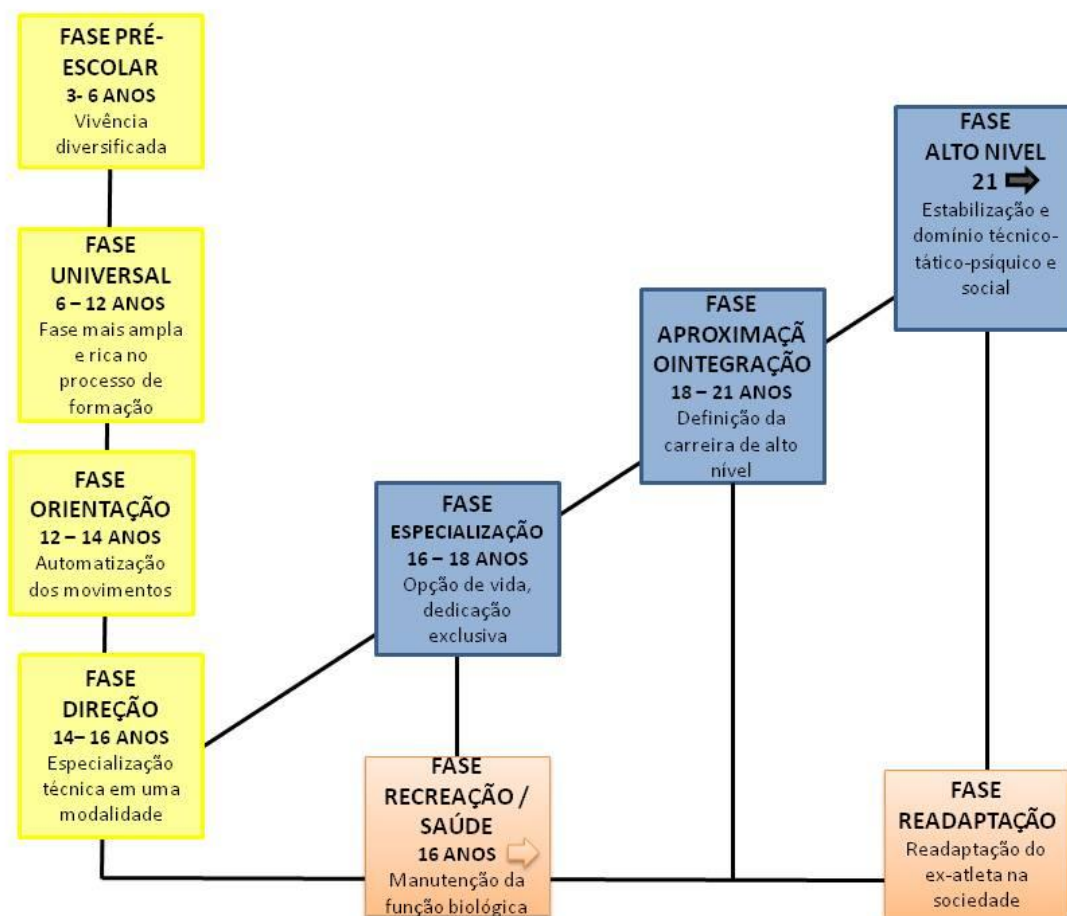 FASE PRÉ-
ESCOLAR
3- 6 ANOS
Vivência
diversificada
FASE
UNIVERSAL
6 – 12 ANOS
Fase mais ampla
e rica no
processo de
formação
FASE
ORIENTAÇÃO
12 – 14 ANOS
Automatização
dos movimentos
FASE
DIREÇÃO
14– 16 ANOS
Especialização
técnica em uma
modalidade
FASE
ESPECIALIZAÇÃO
16 – 18 ANOS
Opção de vida,
dedicação
exclusiva
FASE
RECREAÇÃO /
SAÚDE
16 ANOS
Manutenção da
função biológica
FASE
APROXIMAÇÃ
OINTEGRAÇÃO
18 – 21 ANOS
Definição da
carreira de alto
nível
FASE
ALTO NIVEL
21
Estabilização e
domínio técnico-
tático-psíquico e
social
FASE
READAPTAÇÃO
Readaptação do
ex-atleta na
sociedade